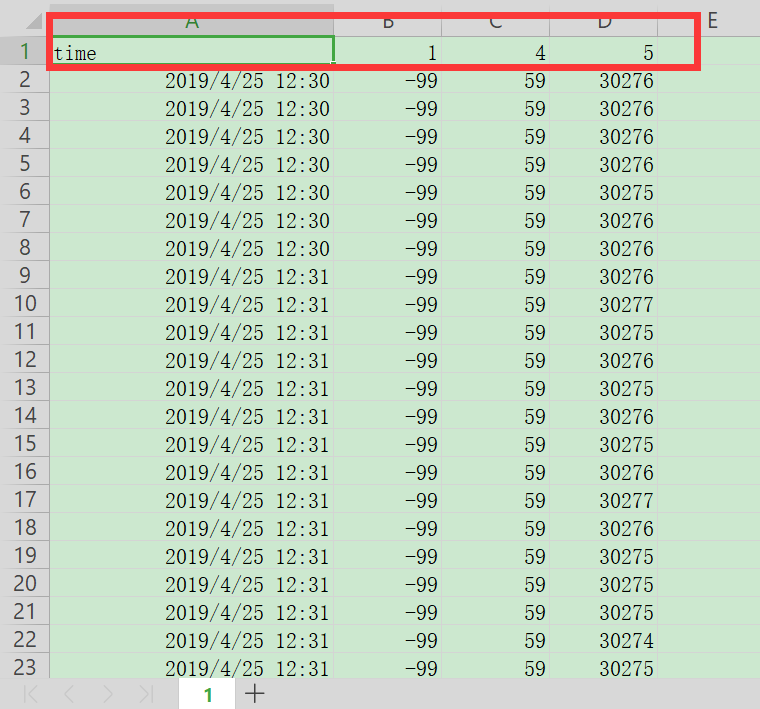 A B C D E
1 time 1 4 5
2 2019/4/25 12:30 -99 59 30276
3 2019/4/25 12:30 -99 59 30276
4 2019/4/25 12:30 -99 59 30276
5 2019/4/25 12:30 -99 59 30276
6 2019/4/25 12:30 -99 59 30275
7 2019/4/25 12:30 -99 59 30276
8 2019/4/25 12:30 -99 59 30276
9 2019/4/25 12:31 -99 59 30276
10 2019/4/25 12:31 -99 59 30277
11 2019/4/25 12:31 -99 59 30275
12 2019/4/25 12:31 -99 59 30276
13 2019/4/25 12:31 -99 59 30275
14 2019/4/25 12:31 -99 59 30276
15 2019/4/25 12:31 -99 59 30275
16 2019/4/25 12:31 -99 59 30276
17 2019/4/25 12:31 -99 59 30277
18 2019/4/25 12:31 -99 59 30276
19 2019/4/25 12:31 -99 59 30275
20 2019/4/25 12:31 -99 59 30275
21 2019/4/25 12:31 -99 59 30275
22 2019/4/25 12:31 -99 59 30274
23 2019/4/25 12:31 -99 59 30275
1